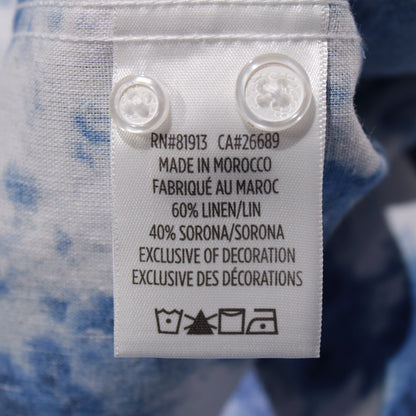 RN#81913 CA#26689
MADE IN MOROCCO
FABRIQUÉ AU MAROC
60% LINEN/LIN
40% SORONA/SORONA
EXCLUSIVE OF DECORATION
EXCLUSIVE DES DÉCORATIONS